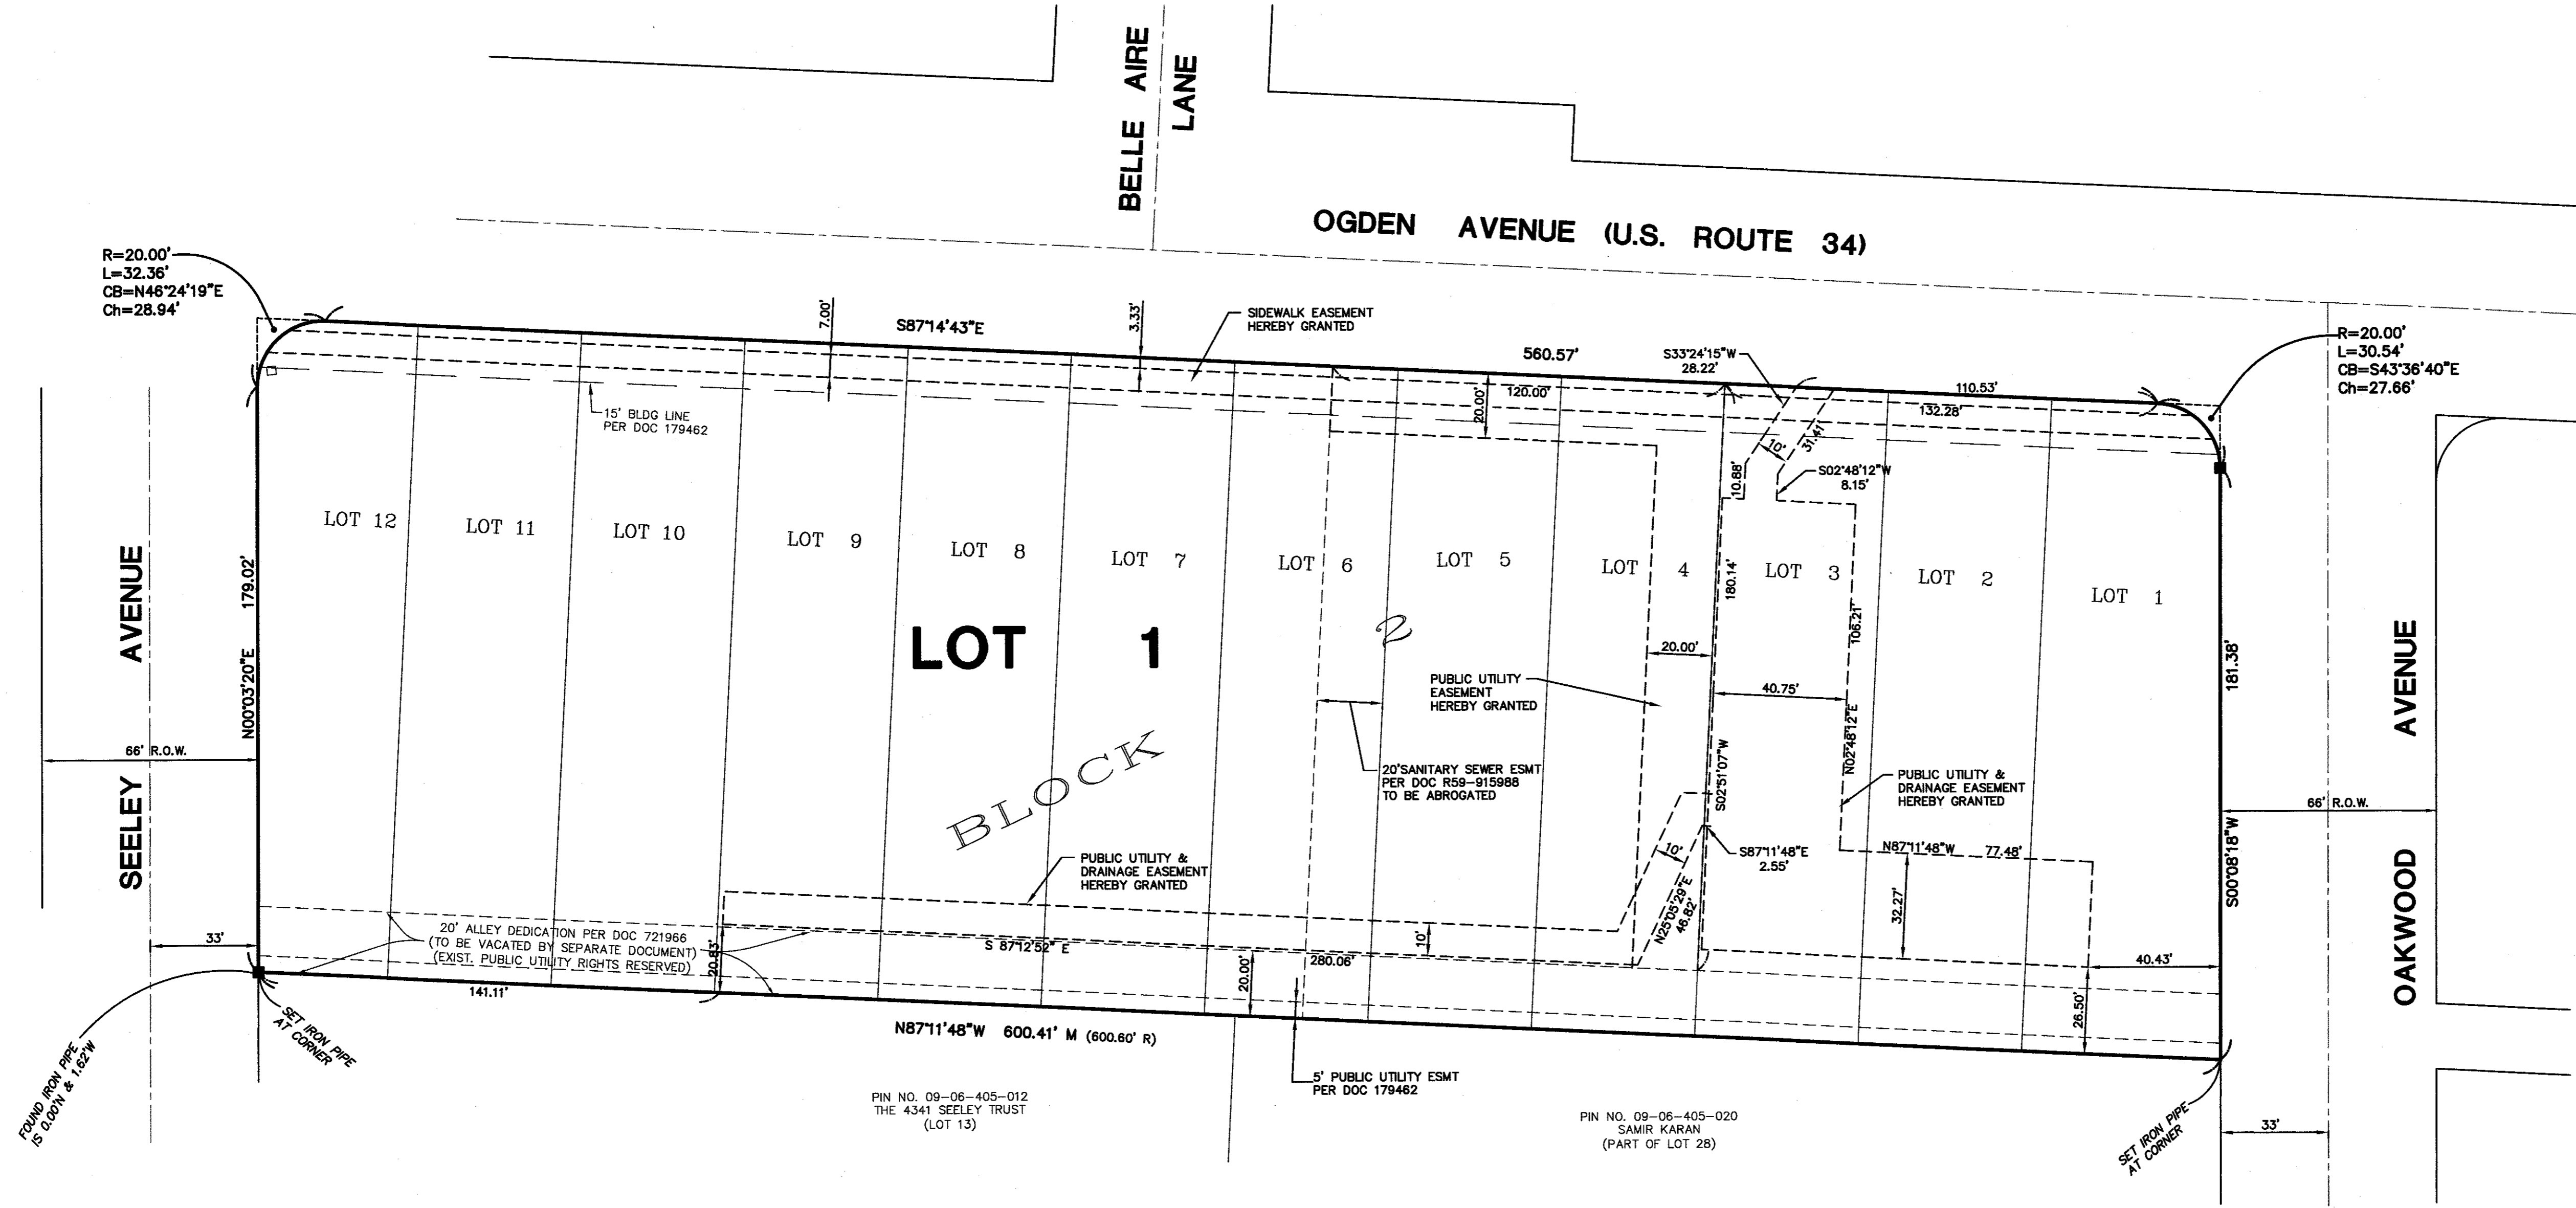 BELLE AIRE
LANE
OGDEN AVENUE (U.S. ROUTE 34)
R=20.00'
L=32.36'
CB=N46°24'19"E
Ch=28.94'
7.00'
S87°14'43"E
3.33'
SIDEWALK EASEMENT
HEREBY GRANTED
560.57'
S33°24'15"W
28.22'
R=20.00'
L=30.54'
CB=S43°36'40"E
Ch=27.66'
15' BLDG LINE
PER DOC 179462
20.00'
120.00'
110.53'
132.28'
10'
31.41
10.88'
S02°48'12"W
8.15'
LOT 12
LOT 11
LOT 10
LOT 9
LOT 8
LOT 7
LOT 6
LOT 5
LOT 4
LOT 3
LOT 2
LOT 1
SEELEY AVENUE
N00°03'20"E 179.02'
66' R.O.W.
33'
LOT 1
BLOCK 2
180.14'
S02°51'07"W
106.21'
N02°48'12"E
20.00'
40.75'
PUBLIC UTILITY
EASEMENT
HEREBY GRANTED
20'SANITARY SEWER ESMT
PER DOC R59-915988
TO BE ABROGATED
PUBLIC UTILITY &
DRAINAGE EASEMENT
HEREBY GRANTED
181.38'
S00°08'18"W
66' R.O.W.
OAKWOOD AVENUE
PUBLIC UTILITY &
DRAINAGE EASEMENT
HEREBY GRANTED
10'
S87°11'48"E
2.55'
N25°05'29"E
46.82'
N87°11'48"W 77.48'
32.27'
20' ALLEY DEDICATION PER DOC 721966
(TO BE VACATED BY SEPARATE DOCUMENT)
(EXIST. PUBLIC UTILITY RIGHTS RESERVED)
20.83'
S 87°12'52" E
10'
20.00'
280.06'
40.43'
26.50'
141.11'
N87°11'48"W 600.41' M (600.60' R)
SET IRON PIPE
AT CORNER
FOUND IRON PIPE
IS 0.00'N & 1.62'W
5' PUBLIC UTILITY ESMT
PER DOC 179462
PIN NO. 09-06-405-012
THE 4341 SEELEY TRUST
(LOT 13)
PIN NO. 09-06-405-020
SAMIR KARAN
(PART OF LOT 28)
SET IRON PIPE
AT CORNER
33'